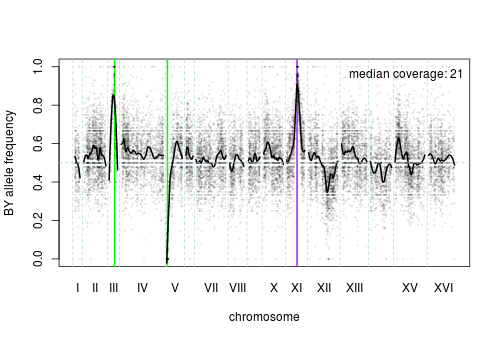 median coverage: 21
BY allele frequency
1.0
0.8
0.6
0.4
0.2
0.0
I II III IV V VII VIII X XI XII XIII XV XVI
chromosome